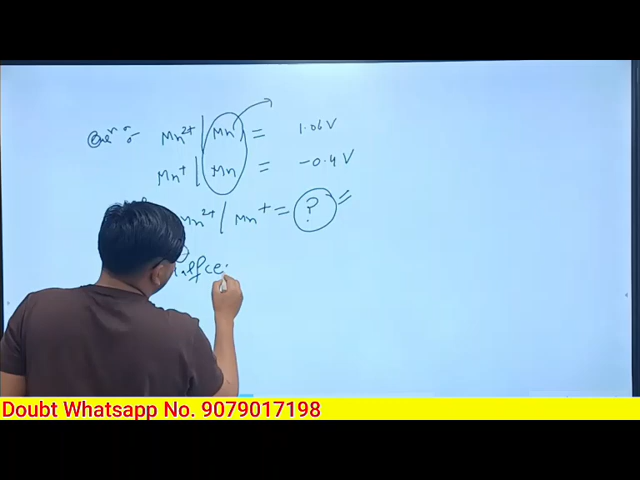 Mn²⁺ | Mn = 1.06 V
Mn⁺ | Mn = -0.4 V
Mn²⁺ / Mn⁺ = ?
Doubt Whatsapp No. 9079017198